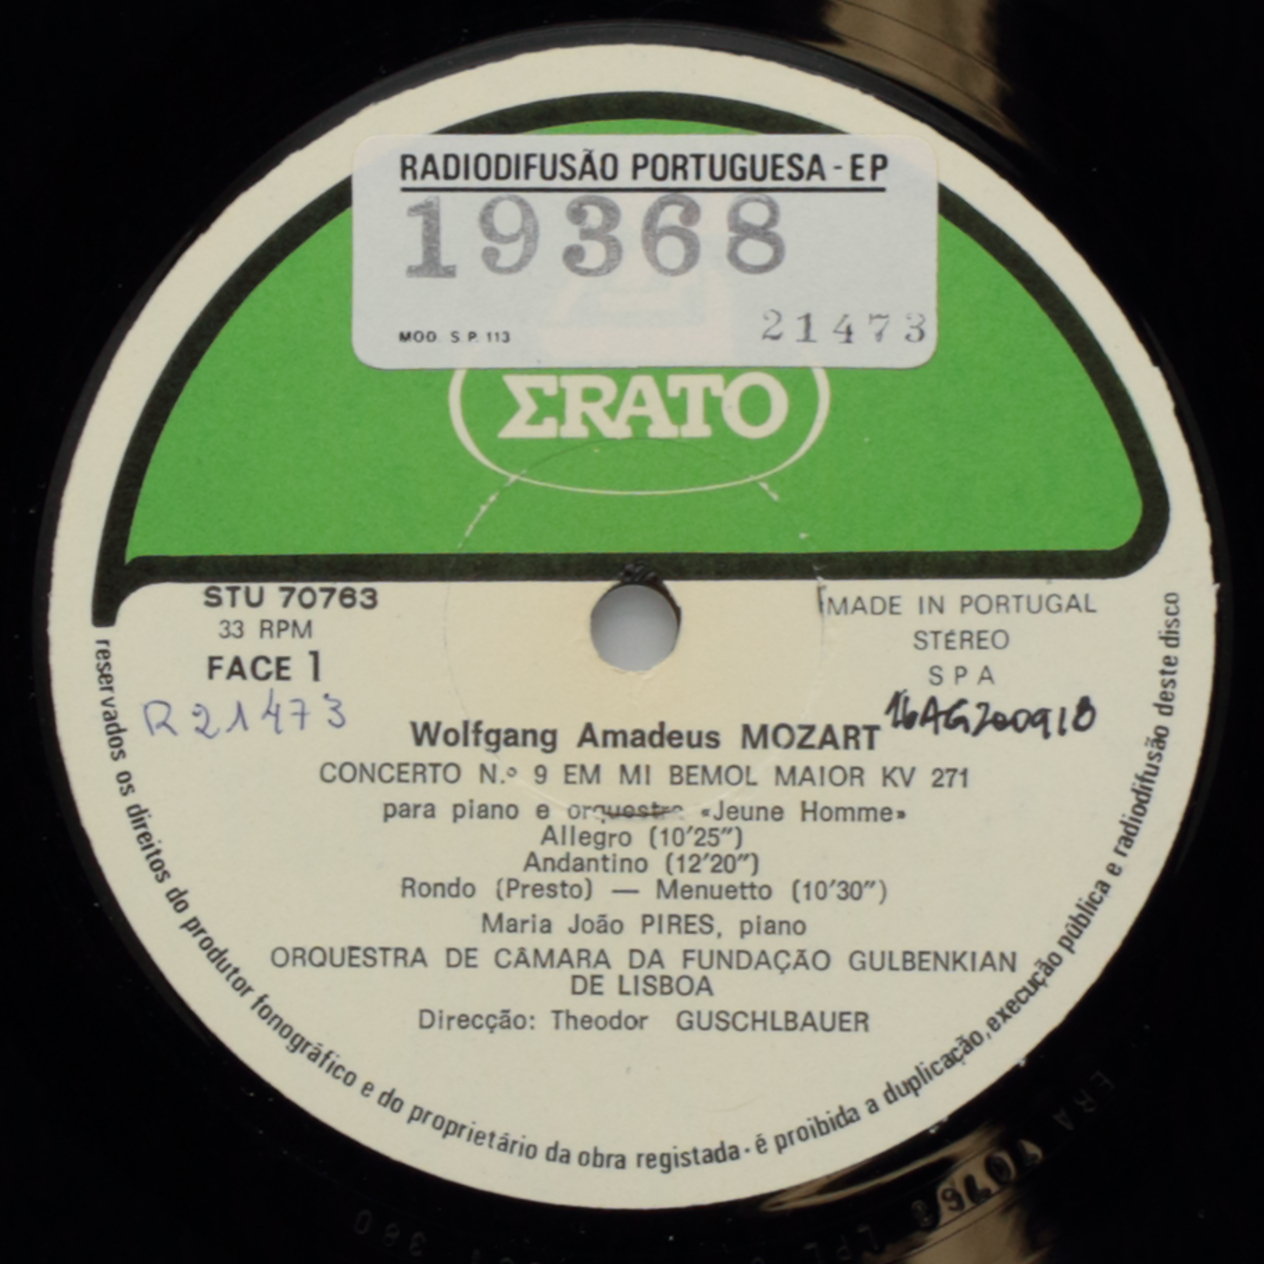 RADIODIFUSÃO PORTUGUESA - EP
19368
MOD. S.P. 113
21473
ΣRATO
STU 70763
33 RPM
FACE 1
R 21473
MADE IN PORTUGAL
STÉREO
SPA
16AG200918
Wolfgang Amadeus MOZART
CONCERTO N.º 9 EM MI BEMOL MAIOR KV 271
para piano e orquestra «Jeune Homme»
Allegro (10′25″)
Andantino (12′20″)
Rondo (Presto) — Menuetto (10′30″)
Maria João PIRES, piano
ORQUESTRA DE CÂMARA DA FUNDAÇÃO GULBENKIAN
DE LISBOA
Direcção: Theodor GUSCHLBAUER
reservados os direitos do produtor fonográfico e do proprietário da obra registada - é proibida a duplicação, execução pública e radiodifusão deste disco